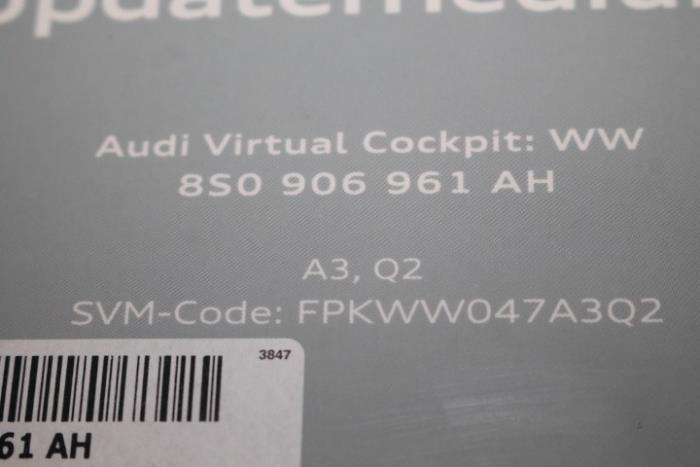 Audi Virtual Cockpit: WW
8S0 906 961 AH
A3, Q2
SVM-Code: FPKWW047A3Q2
3847
61 AH